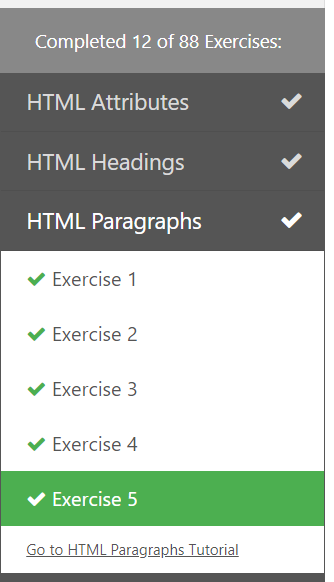 Completed 12 of 88 Exercises:
HTML Attributes
HTML Headings
HTML Paragraphs
Exercise 1
Exercise 2
Exercise 3
Exercise 4
Exercise 5
Go to HTML Paragraphs Tutorial